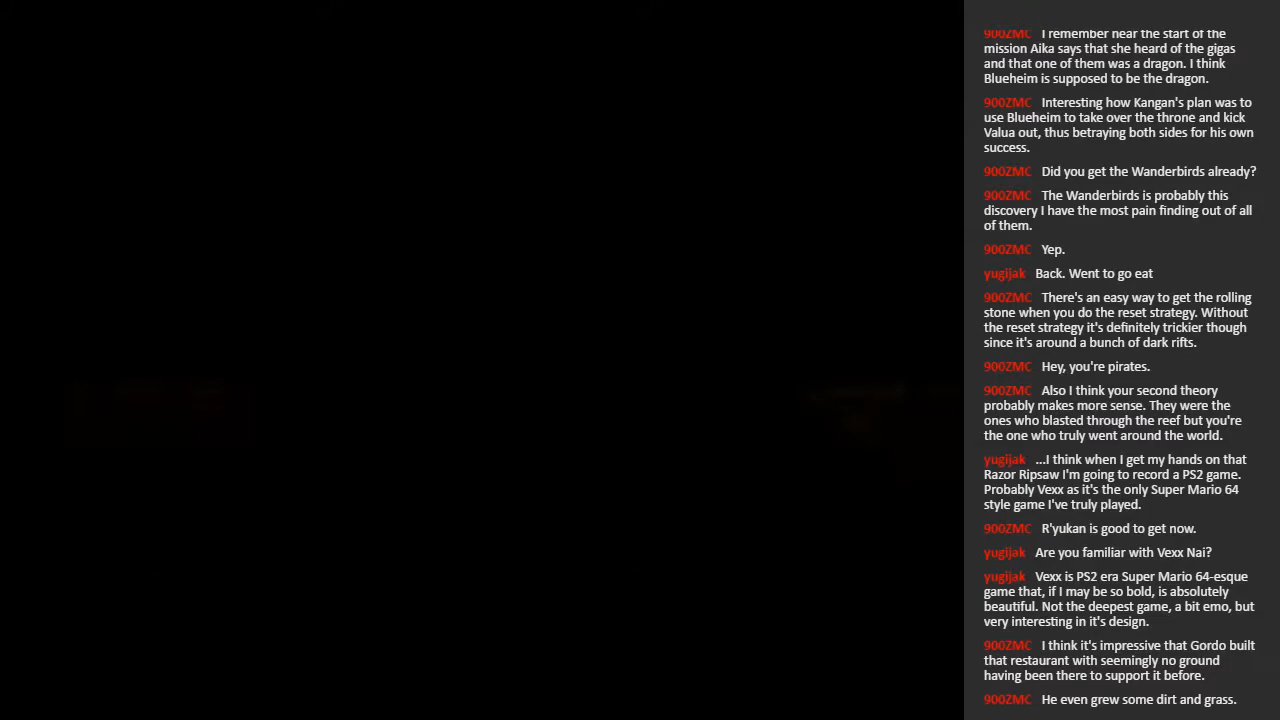 900ZMC I remember near the start of the
mission Aika says that she heard of the gigas
and that one of them was a dragon. I think
Blueheim is supposed to be the dragon.
900ZMC Interesting how Kangan's plan was to
use Blueheim to take over the throne and kick
Valua out, thus betraying both sides for his own
success.
900ZMC Did you get the Wanderbirds already?
900ZMC The Wanderbirds is probably this
discovery I have the most pain finding out of all
of them.
900ZMC Yep.
yugijak Back. Went to go eat
900ZMC There's an easy way to get the rolling
stone when you do the reset strategy. Without
the reset strategy it's definitely trickier though
since it's around a bunch of dark rifts.
900ZMC Hey, you're pirates.
900ZMC Also I think your second theory
probably makes more sense. They were the
ones who blasted through the reef but you're
the one who truly went around the world.
yugijak ...I think when I get my hands on that
Razor Ripsaw I'm going to record a PS2 game.
Probably Vexx as it's the only Super Mario 64
style game I've truly played.
900ZMC R'yukan is good to get now.
yugijak Are you familiar with Vexx Nai?
yugijak Vexx is PS2 era Super Mario 64-esque
game that, if I may be so bold, is absolutely
beautiful. Not the deepest game, a bit emo, but
very interesting in it's design.
900ZMC I think it's impressive that Gordo built
that restaurant with seemingly no ground
having been there to support it before.
900ZMC He even grew some dirt and grass.